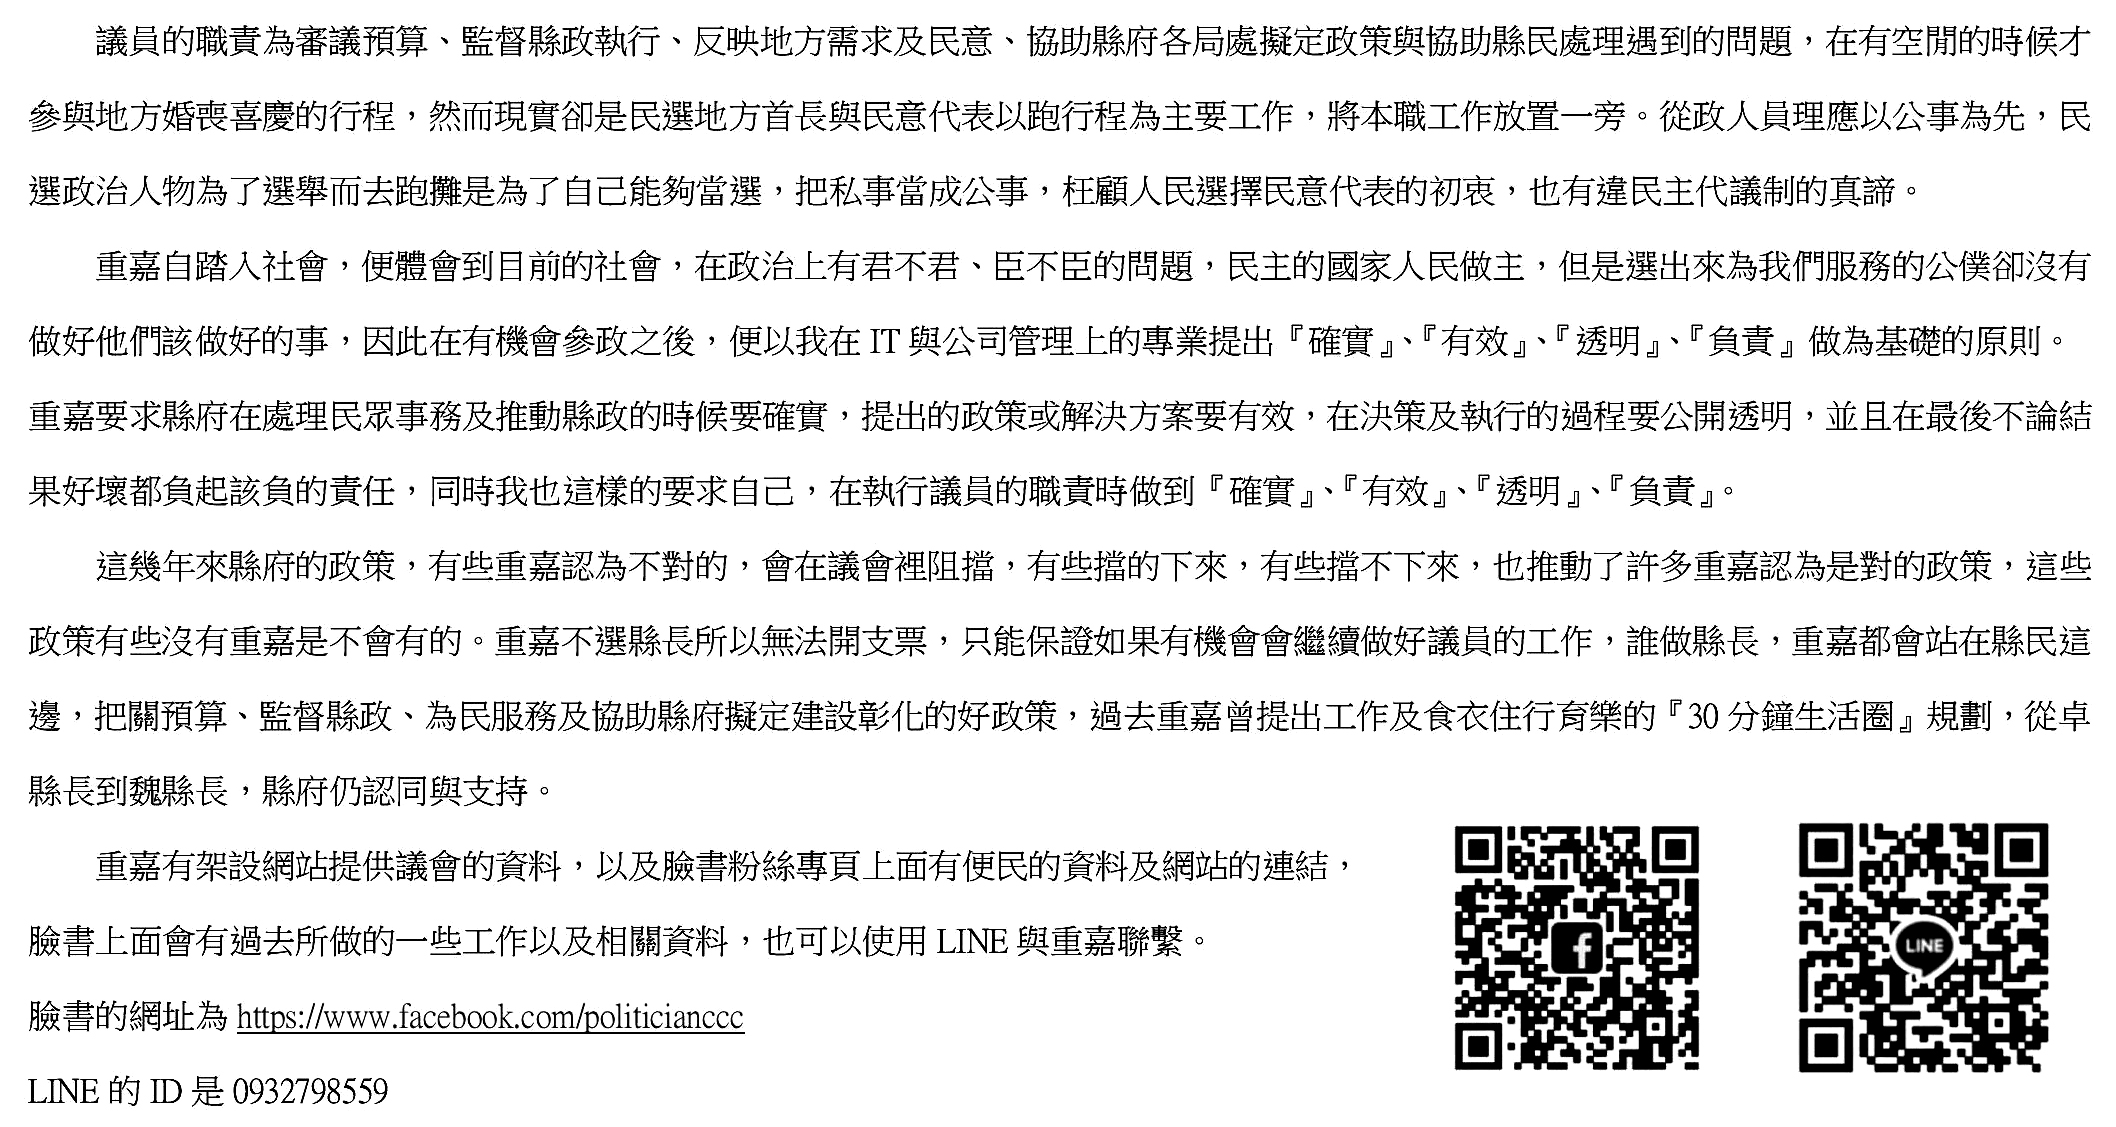 議員的職責為審議預算、監督縣政執行、反映地方需求及民意、協助縣府各局處擬定政策與協助縣民處理遇到的問題，在有空閒的時候才
參與地方婚喪喜慶的行程，然而現實卻是民選地方首長與民意代表以跑行程為主要工作，將本職工作放置一旁。從政人員理應以公事為先，民
選政治人物為了選舉而去跑攤是為了自己能夠當選，把私事當成公事，枉顧人民選擇民意代表的初衷，也有違民主代議制的真諦。
重嘉自踏入社會，便體會到目前的社會，在政治上有君不君、臣不臣的問題，民主的國家人民做主，但是選出來為我們服務的公僕卻沒有
做好他們該做好的事，因此在有機會參政之後，便以我在 IT 與公司管理上的專業提出『確實』、『有效』、『透明』、『負責』做為基礎的原則。
重嘉要求縣府在處理民眾事務及推動縣政的時候要確實，提出的政策或解決方案要有效，在決策及執行的過程要公開透明，並且在最後不論結
果好壞都負起該負的責任，同時我也這樣的要求自己，在執行議員的職責時做到『確實』、『有效』、『透明』、『負責』。
這幾年來縣府的政策，有些重嘉認為不對的，會在議會裡阻擋，有些擋的下來，有些擋不下來，也推動了許多重嘉認為是對的政策，這些
政策有些沒有重嘉是不會有的。重嘉不選縣長所以無法開支票，只能保證如果有機會會繼續做好議員的工作，誰做縣長，重嘉都會站在縣民這
邊，把關預算、監督縣政、為民服務及協助縣府擬定建設彰化的好政策，過去重嘉曾提出工作及食衣住行育樂的『30 分鐘生活圈』規劃，從卓
縣長到魏縣長，縣府仍認同與支持。
重嘉有架設網站提供議會的資料，以及臉書粉絲專頁上面有便民的資料及網站的連結，
臉書上面會有過去所做的一些工作以及相關資料，也可以使用 LINE 與重嘉聯繫。
臉書的網址為 https://www.facebook.com/politicianccc
LINE 的 ID 是 0932798559
f
LINE